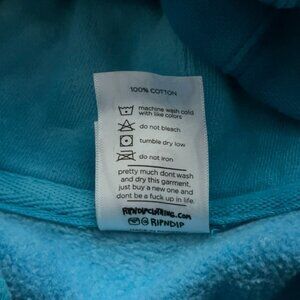 100% COTTON
machine wash cold
with like colors
do not bleach
tumble dry low
do not iron
pretty much dont wash
and dry this garment,
just buy a new one and
dont be a fuck up in life.
RIPNDIPCLOTHING.COM
@RIPNDIP